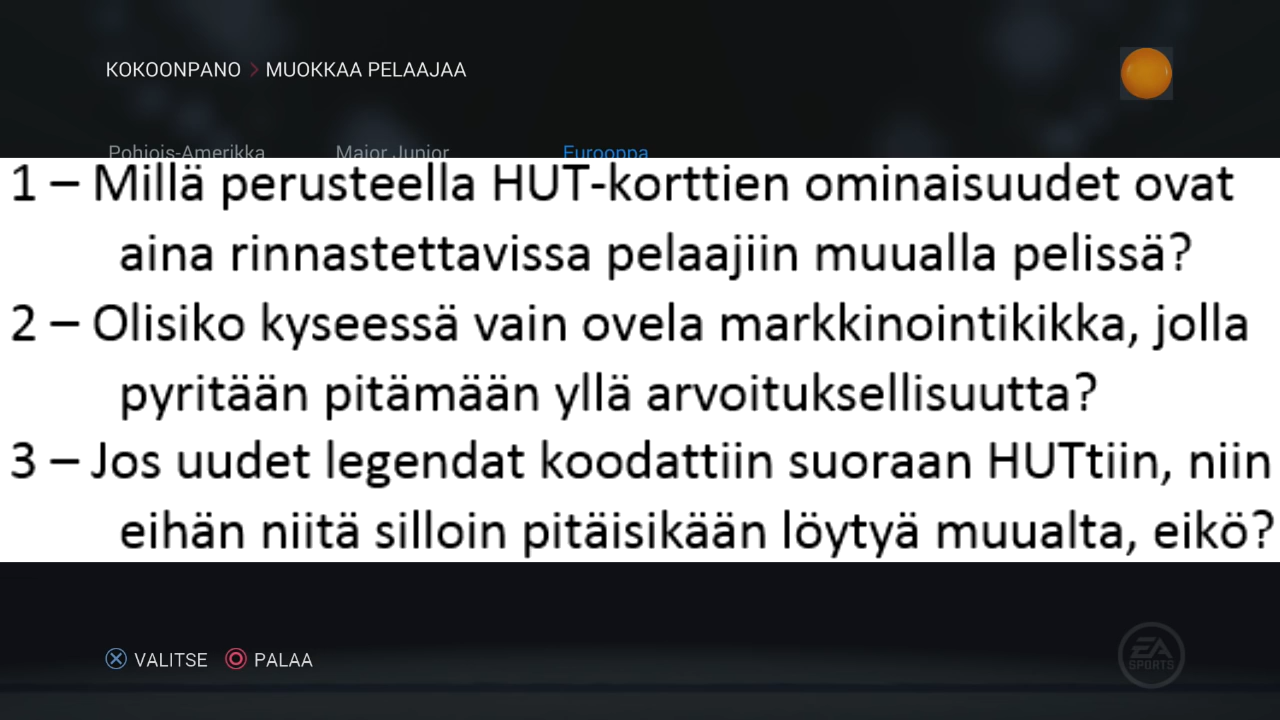 KOKOONPANO > MUOKKAA PELAAJAA
Pohjois-Amerikka Major Junior Eurooppa
1 – Millä perusteella HUT-korttien ominaisuudet ovat
aina rinnastettavissa pelaajiin muualla pelissä?
2 – Olisiko kyseessä vain ovela markkinointikikka, jolla
pyritään pitämään yllä arvoituksellisuutta?
3 – Jos uudet legendat koodattiin suoraan HUTtiin, niin
eihän niitä silloin pitäisikään löytyä muualta, eikö?
VALITSE PALAA
EA
SPORTS